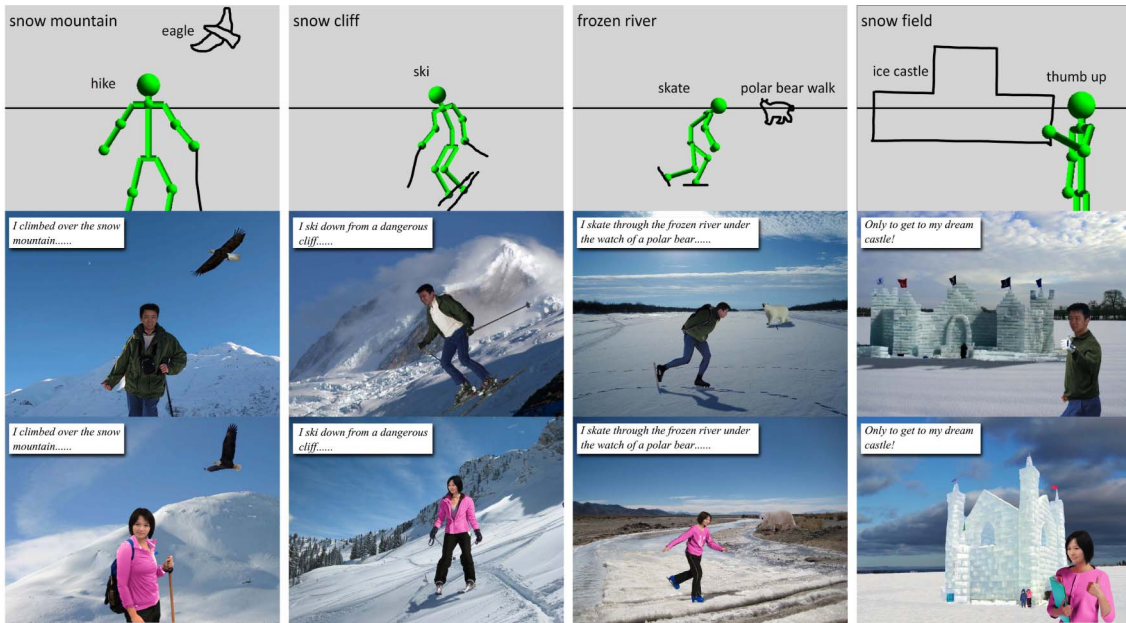 snow mountain
eagle
hike
snow cliff
ski
frozen river
skate
polar bear walk
snow field
ice castle
thumb up
I climbed over the snow
mountain......
I ski down from a dangerous
cliff......
I skate through the frozen river under
the watch of a polar bear......
Only to get to my dream
castle!
I climbed over the snow
mountain......
I ski down from a dangerous
cliff......
I skate through the frozen river under
the watch of a polar bear......
Only to get to my dream
castle!